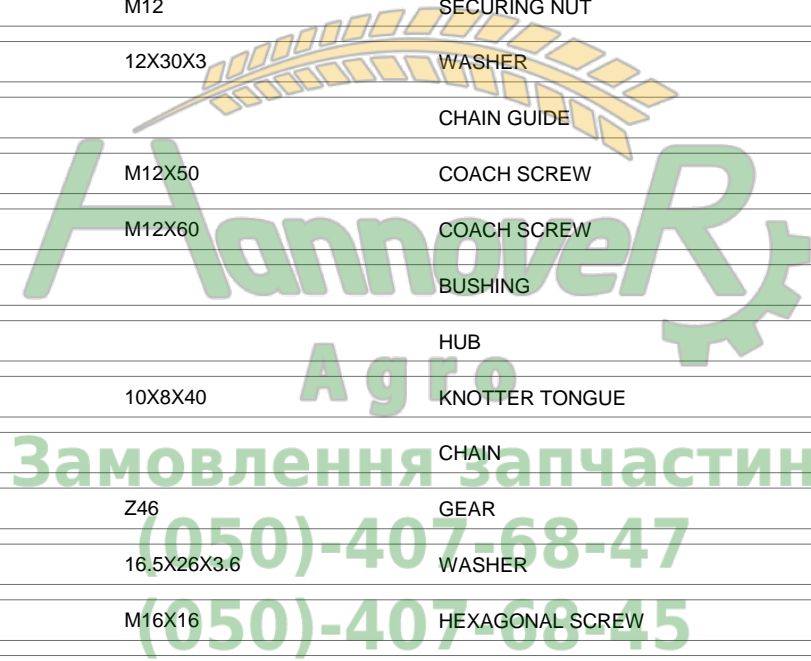 M12 SECURING NUT
12X30X3 WASHER
CHAIN GUIDE
M12X50 COACH SCREW
M12X60 COACH SCREW
HannoveR
BUSHING
HUB
Agro
10X8X40 KNOTTER TONGUE
CHAIN
Замовлення запчастин
Z46 GEAR
(050)-407-68-47
16.5X26X3.6 WASHER
M16X16 HEXAGONAL SCREW
(050)-407-68-45